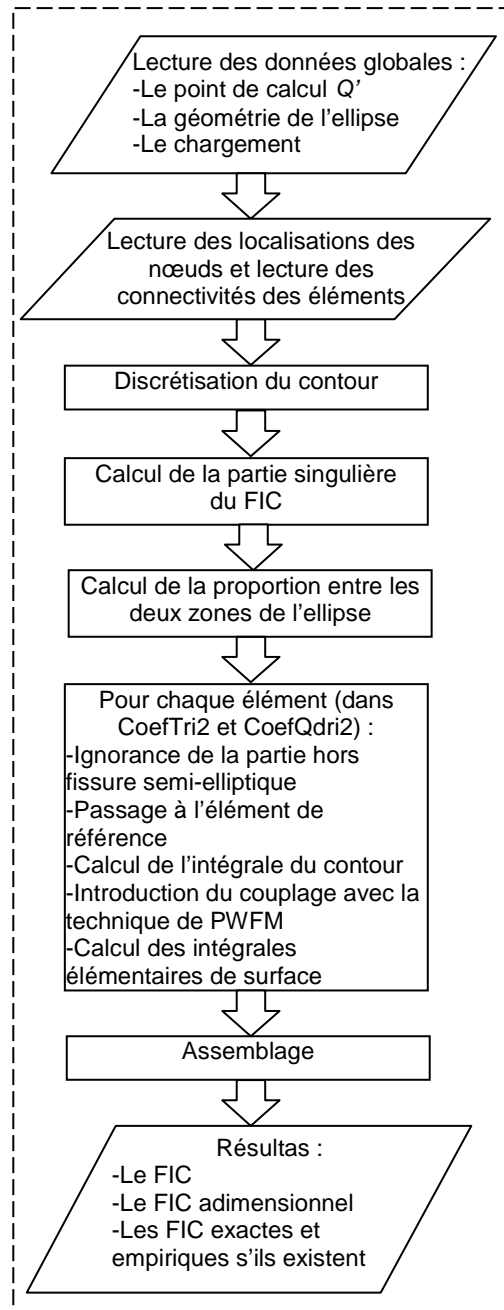 Lecture des données globales :
-Le point de calcul Q’
-La géométrie de l’ellipse
-Le chargement
Lecture des localisations des
nœuds et lecture des
connectivités des éléments
Discrétisation du contour
Calcul de la partie singulière
du FIC
Calcul de la proportion entre les
deux zones de l’ellipse
Pour chaque élément (dans
CoefTri2 et CoefQdri2) :
-Ignorance de la partie hors
fissure semi-elliptique
-Passage à l’élément de
référence
-Calcul de l’intégrale du contour
-Introduction du couplage avec la
technique de PWFM
-Calcul des intégrales
élémentaires de surface
Assemblage
Résultas :
-Le FIC
-Le FIC adimensionnel
-Les FIC exactes et
empiriques s’ils existent